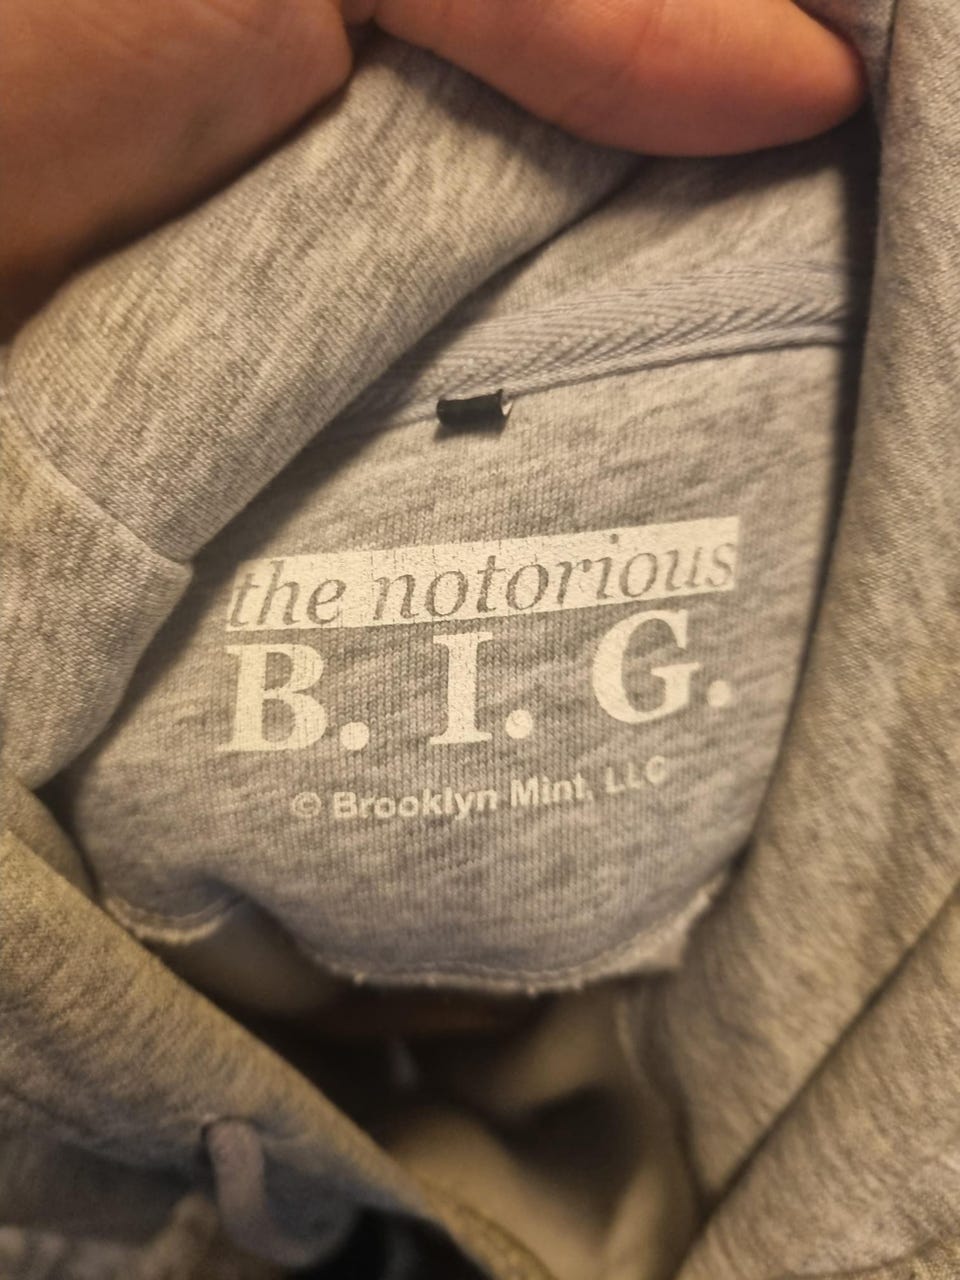 the notorious
B. I. G.
© Brooklyn Mint, LLC